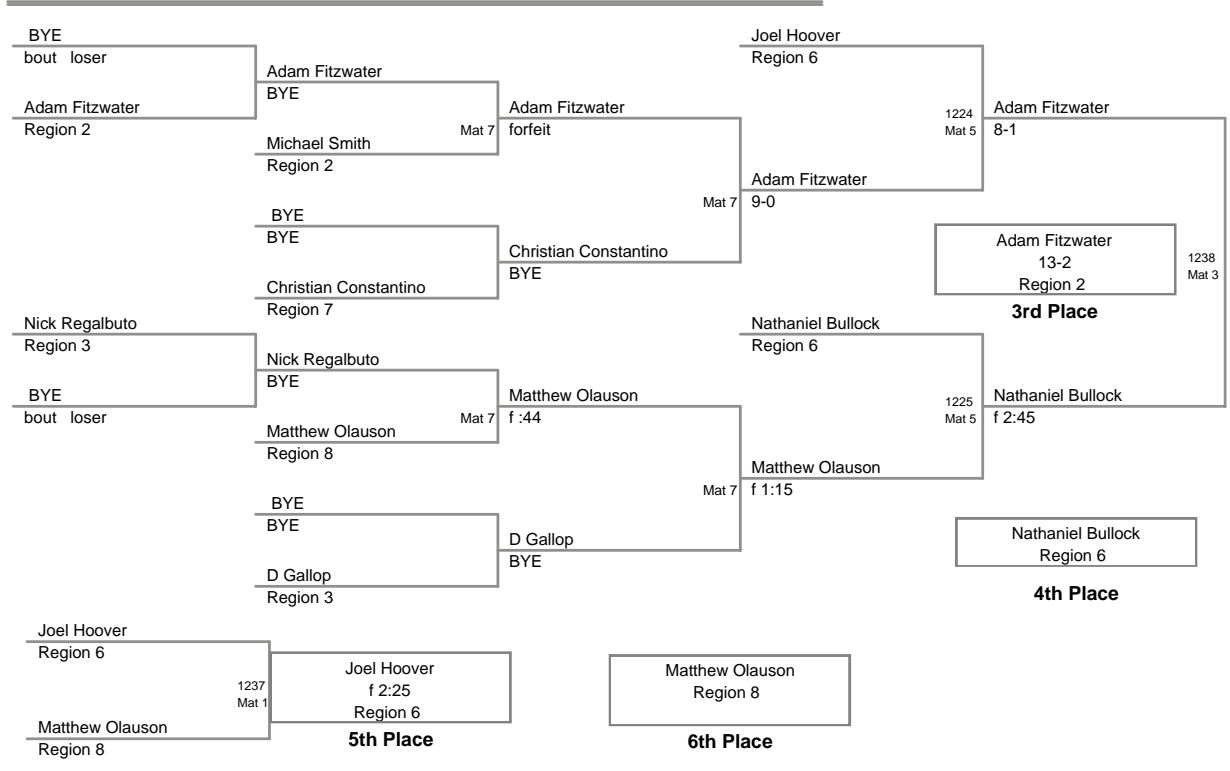 BYE
bout loser
Adam Fitzwater
Region 2
Adam Fitzwater
BYE
Michael Smith
Region 2
Mat 7
Adam Fitzwater
forfeit
BYE
BYE
Christian Constantino
Region 7
Christian Constantino
BYE
Mat 7
Adam Fitzwater
9-0
Joel Hoover
Region 6
1224
Mat 5
Adam Fitzwater
8-1
Adam Fitzwater
13-2
Region 2
3rd Place
1238
Mat 3
Nick Regalbuto
Region 3
BYE
bout loser
Nick Regalbuto
BYE
Matthew Olauson
Region 8
Mat 7
Matthew Olauson
f :44
BYE
BYE
D Gallop
Region 3
D Gallop
BYE
Mat 7
Matthew Olauson
f 1:15
Nathaniel Bullock
Region 6
1225
Mat 5
Nathaniel Bullock
f 2:45
Nathaniel Bullock
Region 6
4th Place
Joel Hoover
Region 6
Matthew Olauson
Region 8
1237
Mat 1
Joel Hoover
f 2:25
Region 6
5th Place
Matthew Olauson
Region 8
6th Place